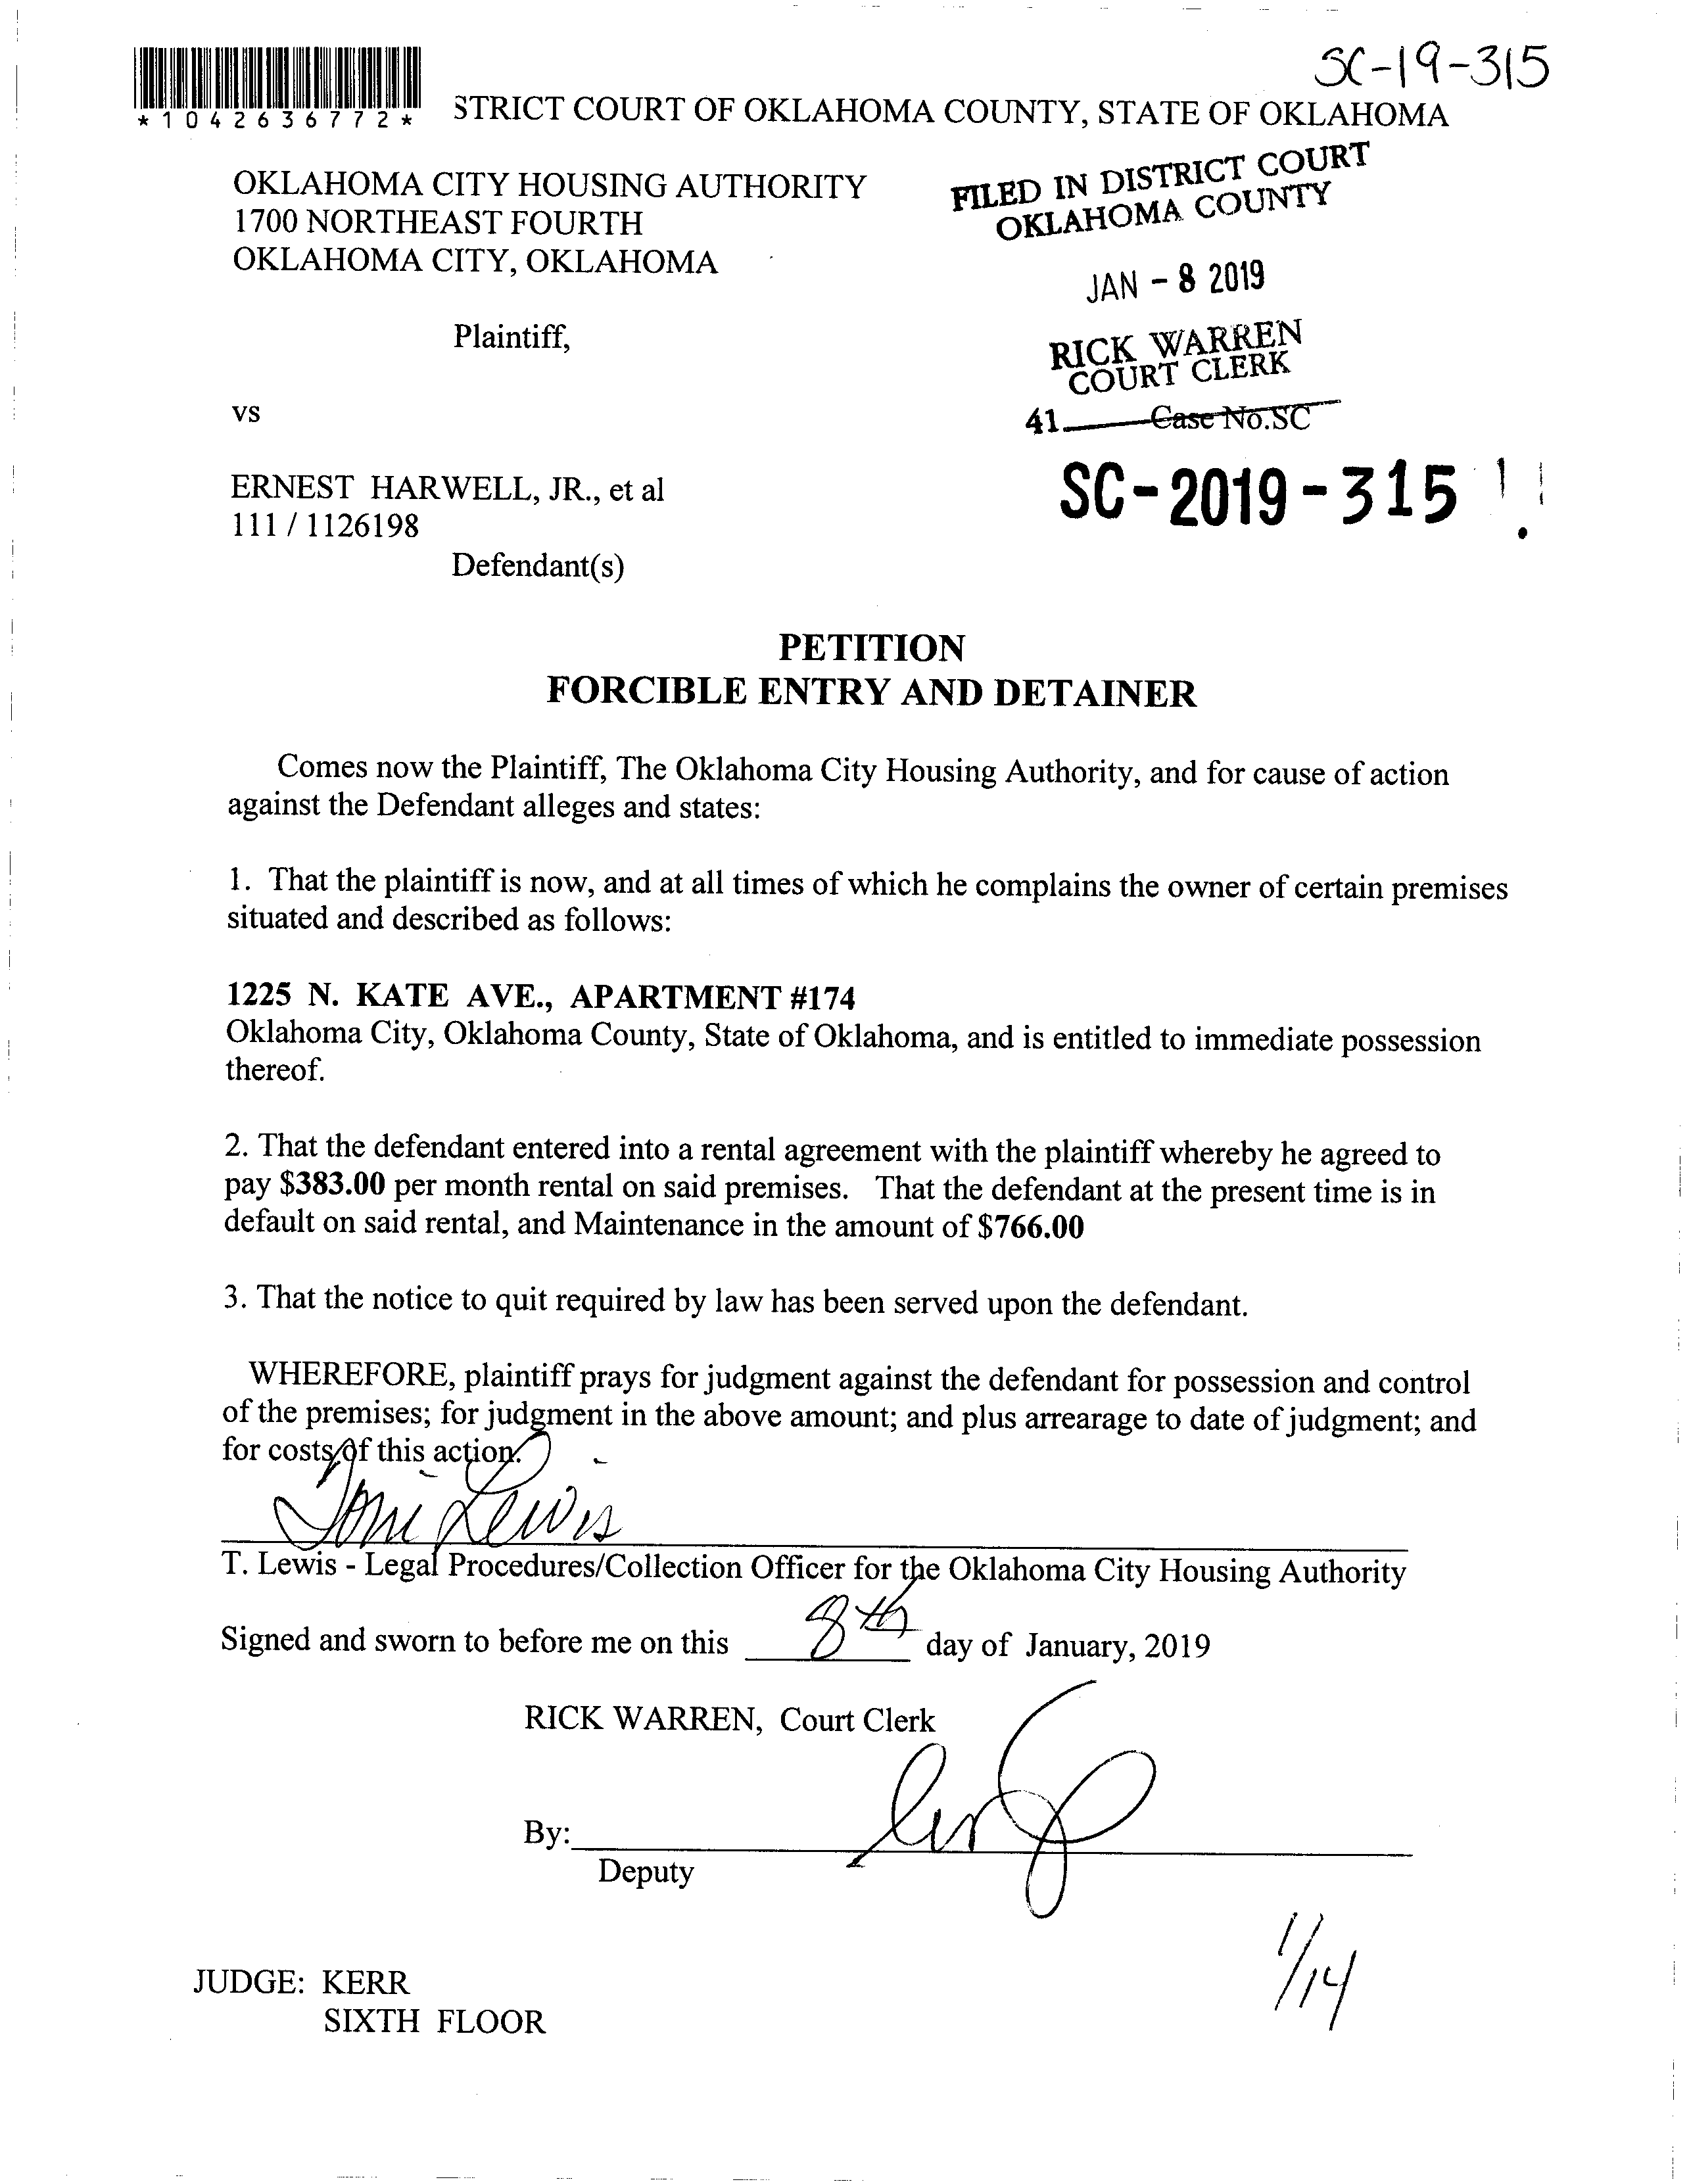 SC-19-315
*1042636772*
STRICT COURT OF OKLAHOMA COUNTY, STATE OF OKLAHOMA
OKLAHOMA CITY HOUSING AUTHORITY
1700 NORTHEAST FOURTH
OKLAHOMA CITY, OKLAHOMA
FILED IN DISTRICT COURT
OKLAHOMA COUNTY
JAN - 8 2019
Plaintiff,
RICK WARREN
COURT CLERK
vs
41 Case No.SC
ERNEST HARWELL, JR., et al
SC-2019-315
111 / 1126198
Defendant(s)
PETITION
FORCIBLE ENTRY AND DETAINER
Comes now the Plaintiff, The Oklahoma City Housing Authority, and for cause of action
against the Defendant alleges and states:
1. That the plaintiff is now, and at all times of which he complains the owner of certain premises
situated and described as follows:
1225 N. KATE AVE., APARTMENT #174
Oklahoma City, Oklahoma County, State of Oklahoma, and is entitled to immediate possession
thereof.
2. That the defendant entered into a rental agreement with the plaintiff whereby he agreed to
pay $383.00 per month rental on said premises. That the defendant at the present time is in
default on said rental, and Maintenance in the amount of $766.00
3. That the notice to quit required by law has been served upon the defendant.
WHEREFORE, plaintiff prays for judgment against the defendant for possession and control
of the premises; for judgment in the above amount; and plus arrearage to date of judgment; and
for costs of this action.
Toni Lewis
T. Lewis - Legal Procedures/Collection Officer for the Oklahoma City Housing Authority
Signed and sworn to before me on this 8th day of January, 2019
RICK WARREN, Court Clerk
By:
Deputy
1/14
JUDGE: KERR
SIXTH FLOOR